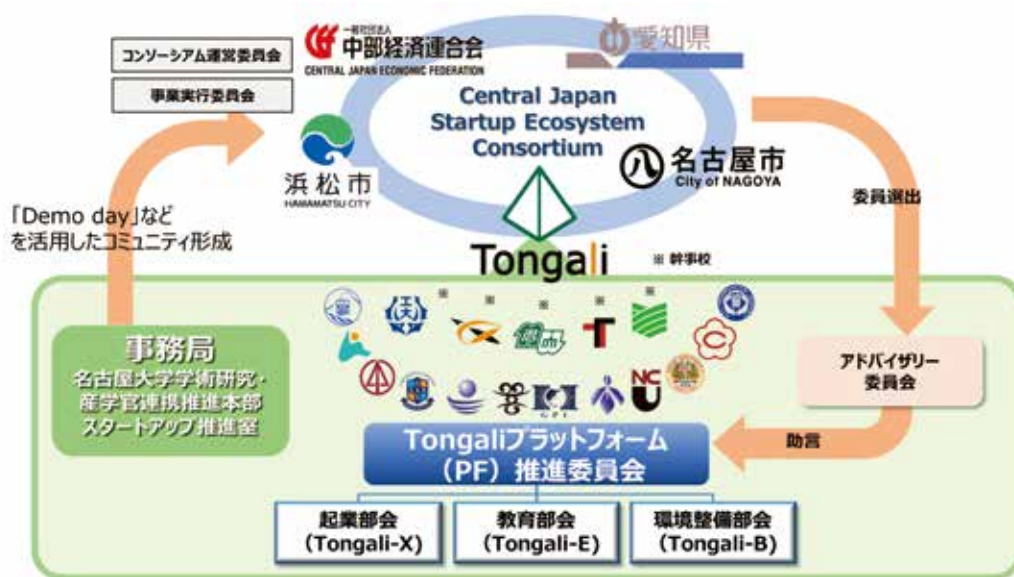 コンソーシアム運営委員会
事業実行委員会
一般社団法人
中部経済連合会
CENTRAL JAPAN ECONOMIC FEDERATION
愛知県
Central Japan
Startup Ecosystem
Consortium
浜松市
HAMAMATSU CITY
八 名古屋市
City of NAGOYA
委員選出
「Demo day」など
を活用したコミュニティ形成
Tongali
※ 幹事校
※ ※ ※ ※ ※
事務局
名古屋大学学術研究・
産学官連携推進本部
スタートアップ推進室
NC
U
GPI
アドバイザリー
委員会
助言
Tongaliプラットフォーム
（PF）推進委員会
起業部会
（Tongali-X）
教育部会
（Tongali-E）
環境整備部会
（Tongali-B）